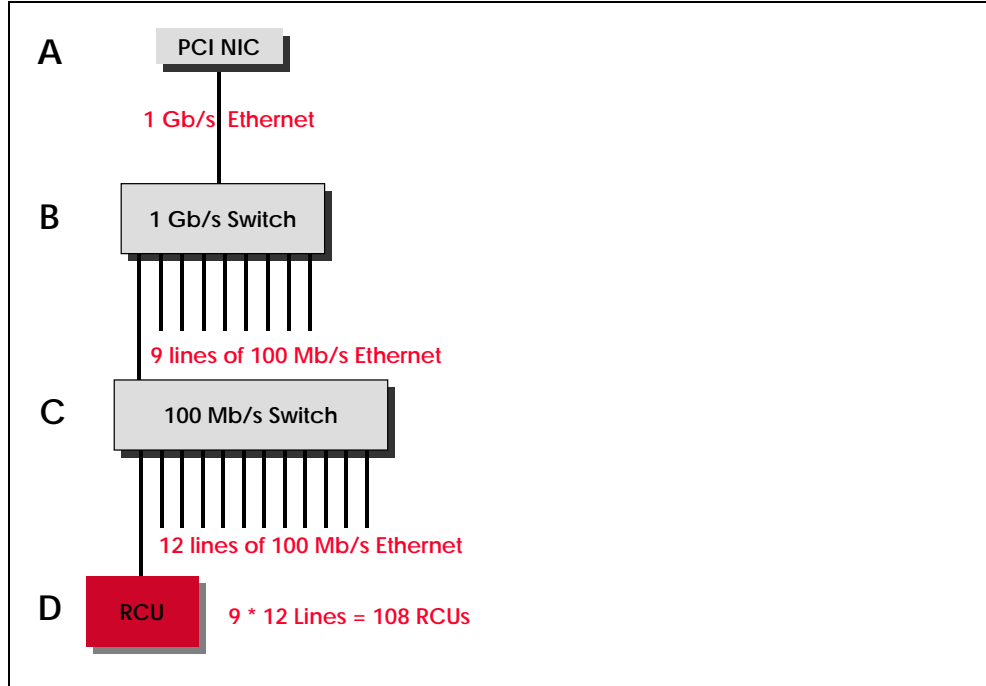 A
PCI NIC
1 Gb/s Ethernet
B
1 Gb/s Switch
9 lines of 100 Mb/s Ethernet
C
100 Mb/s Switch
12 lines of 100 Mb/s Ethernet
D
RCU
9 * 12 Lines = 108 RCUs